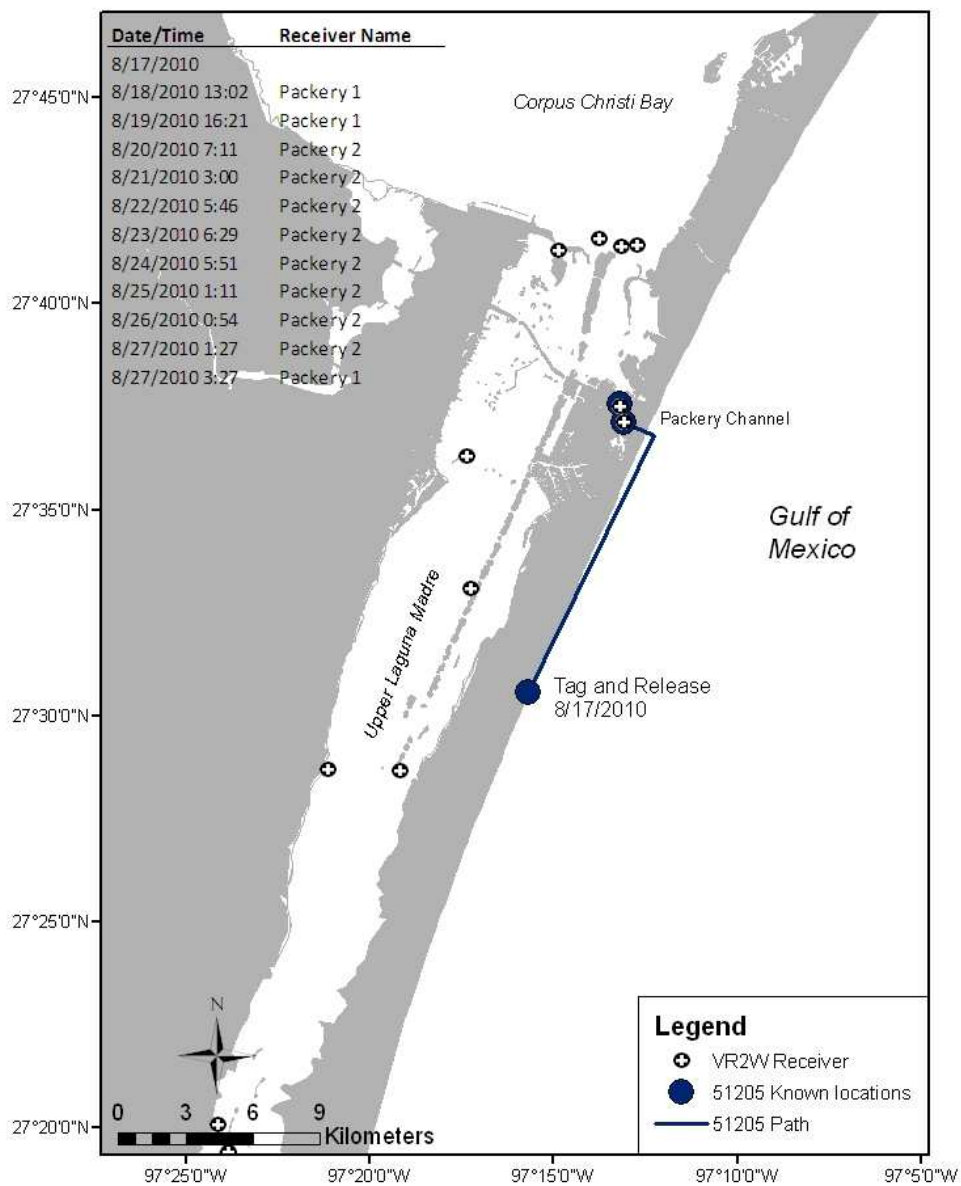 Date/Time Receiver Name
8/17/2010
8/18/2010 13:02 Packery 1
8/19/2010 16:21 Packery 1
8/20/2010 7:11 Packery 2
8/21/2010 3:00 Packery 2
8/22/2010 5:46 Packery 2
8/23/2010 6:29 Packery 2
8/24/2010 5:51 Packery 2
8/25/2010 1:11 Packery 2
8/26/2010 0:54 Packery 2
8/27/2010 1:27 Packery 2
8/27/2010 3:27 Packery 1
27°45'0"N
27°40'0"N
27°35'0"N
27°30'0"N
27°25'0"N
27°20'0"N
Corpus Christi Bay
Packery Channel
Gulf of
Mexico
Upper Laguna Madre
Tag and Release
8/17/2010
N
0 3 6 9
Kilometers
Legend
VR2W Receiver
51205 Known locations
51205 Path
97°25'0"W 97°20'0"W 97°15'0"W 97°10'0"W 97°5'0"W